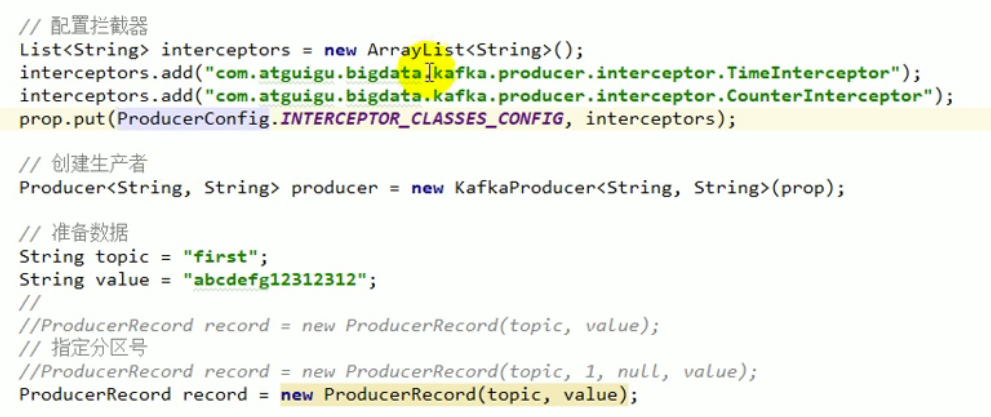 // 配置拦截器
List<String> interceptors = new ArrayList<String>();
interceptors.add("com.atguigu.bigdata.kafka.producer.interceptor.TimeInterceptor");
interceptors.add("com.atguigu.bigdata.kafka.producer.interceptor.CounterInterceptor");
prop.put(ProducerConfig.INTERCEPTOR_CLASSES_CONFIG, interceptors);
// 创建生产者
Producer<String, String> producer = new KafkaProducer<String, String>(prop);
// 准备数据
String topic = "first";
String value = "abcdefg12312312";
//
//ProducerRecord record = new ProducerRecord(topic, value);
// 指定分区号
//ProducerRecord record = new ProducerRecord(topic, 1, null, value);
ProducerRecord record = new ProducerRecord(topic, value);